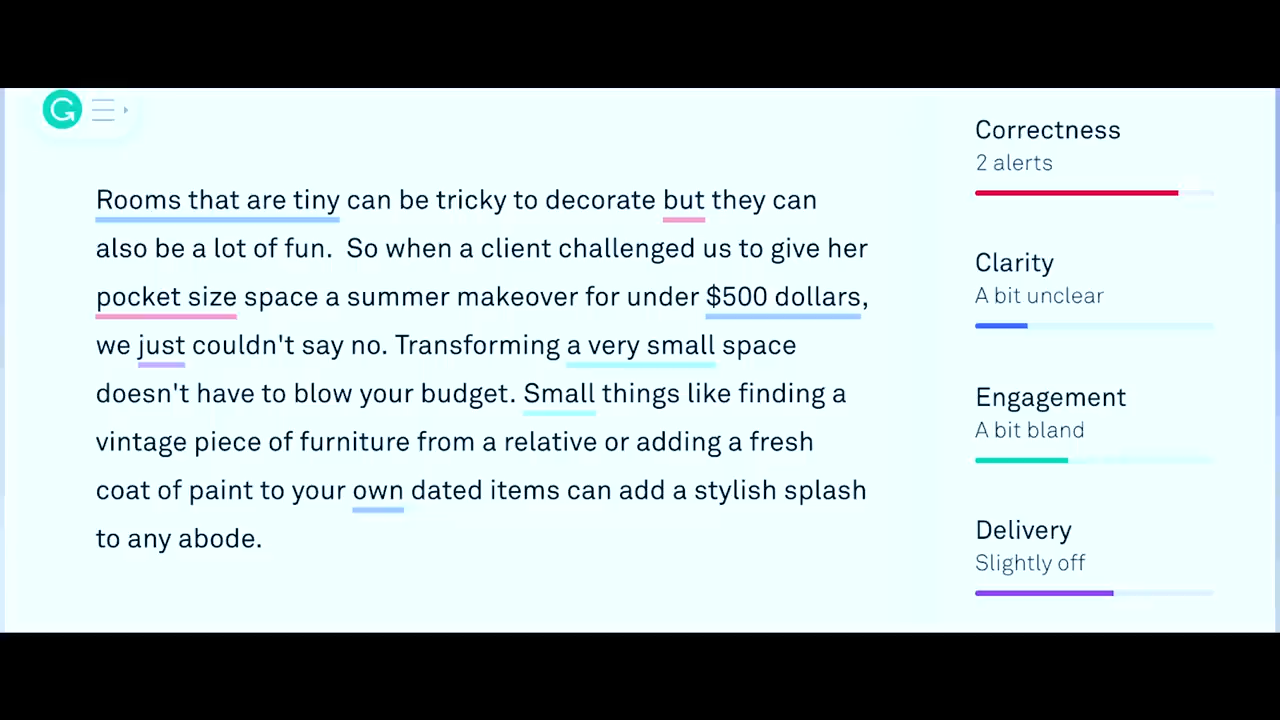 Rooms that are tiny can be tricky to decorate but they can
also be a lot of fun.  So when a client challenged us to give her
pocket size space a summer makeover for under $500 dollars,
we just couldn't say no. Transforming a very small space
doesn't have to blow your budget. Small things like finding a
vintage piece of furniture from a relative or adding a fresh
coat of paint to your own dated items can add a stylish splash
to any abode.
Correctness
2 alerts
Clarity
A bit unclear
Engagement
A bit bland
Delivery
Slightly off